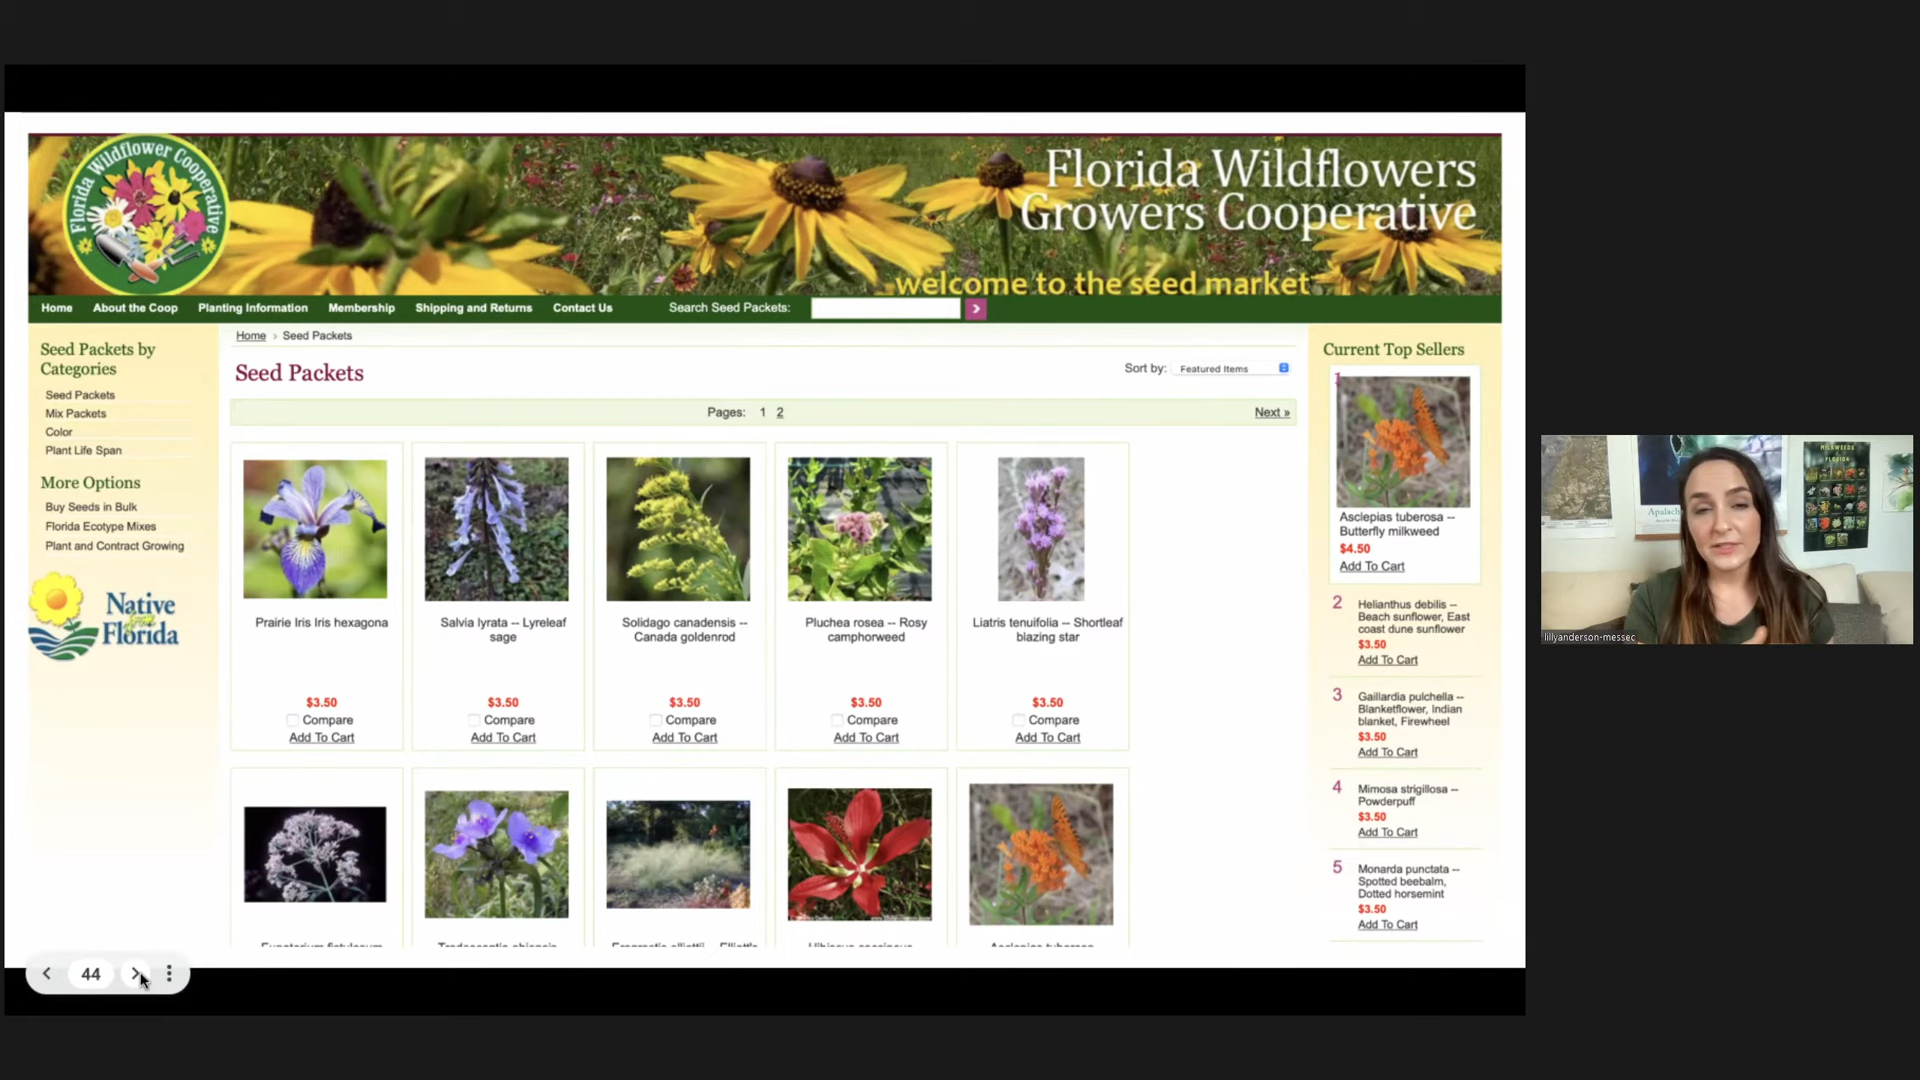 Florida Wildflower Cooperative
Florida Wildflowers
Growers Cooperative
welcome to the seed market
Home About the Coop Planting Information Membership Shipping and Returns Contact Us Search Seed Packets:
Seed Packets by
Categories
Seed Packets
Mix Packets
Color
Plant Life Span
More Options
Buy Seeds in Bulk
Florida Ecotype Mixes
Plant and Contract Growing
Native
Florida
Home › Seed Packets
Seed Packets
Sort by: Featured Items
Pages: 1 2
Next »
Prairie Iris Iris hexagona
$3.50
Compare
Add To Cart
Salvia lyrata -- Lyreleaf
sage
$3.50
Compare
Add To Cart
Solidago canadensis --
Canada goldenrod
$3.50
Compare
Add To Cart
Pluchea rosea -- Rosy
camphorweed
$3.50
Compare
Add To Cart
Liatris tenuifolia -- Shortleaf
blazing star
$3.50
Compare
Add To Cart
Current Top Sellers
1
Asclepias tuberosa --
Butterfly milkweed
$4.50
Add To Cart
2 Helianthus debilis --
Beach sunflower, East
coast dune sunflower
$3.50
Add To Cart
3 Gaillardia pulchella --
Blanketflower, Indian
blanket, Firewheel
$3.50
Add To Cart
4 Mimosa strigillosa --
Powderpuff
$3.50
Add To Cart
5 Monarda punctata --
Spotted beebalm,
Dotted horsemint
$3.50
Add To Cart
44
MILKWEEDS
FLORIDA
lillyanderson-messec